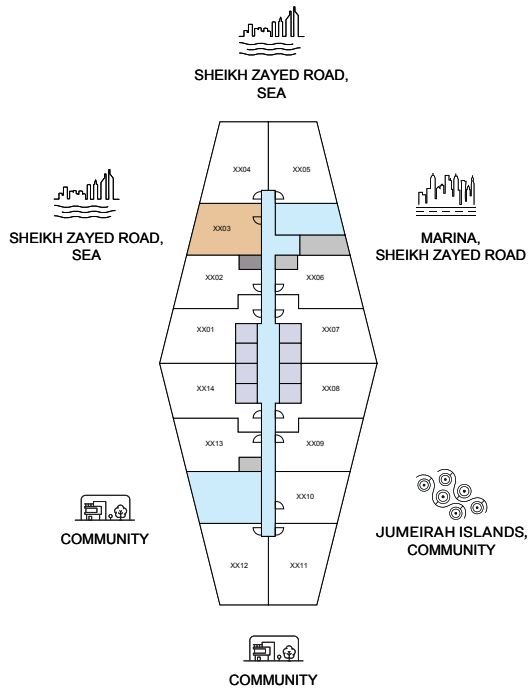 SHEIKH ZAYED ROAD,
SEA
XX04
XX05
SHEIKH ZAYED ROAD,
SEA
XX03
MARINA,
SHEIKH ZAYED ROAD
XX02
XX06
XX01
XX07
XX14
XX08
XX13
XX09
XX10
COMMUNITY
JUMEIRAH ISLANDS,
COMMUNITY
XX12
XX11
COMMUNITY